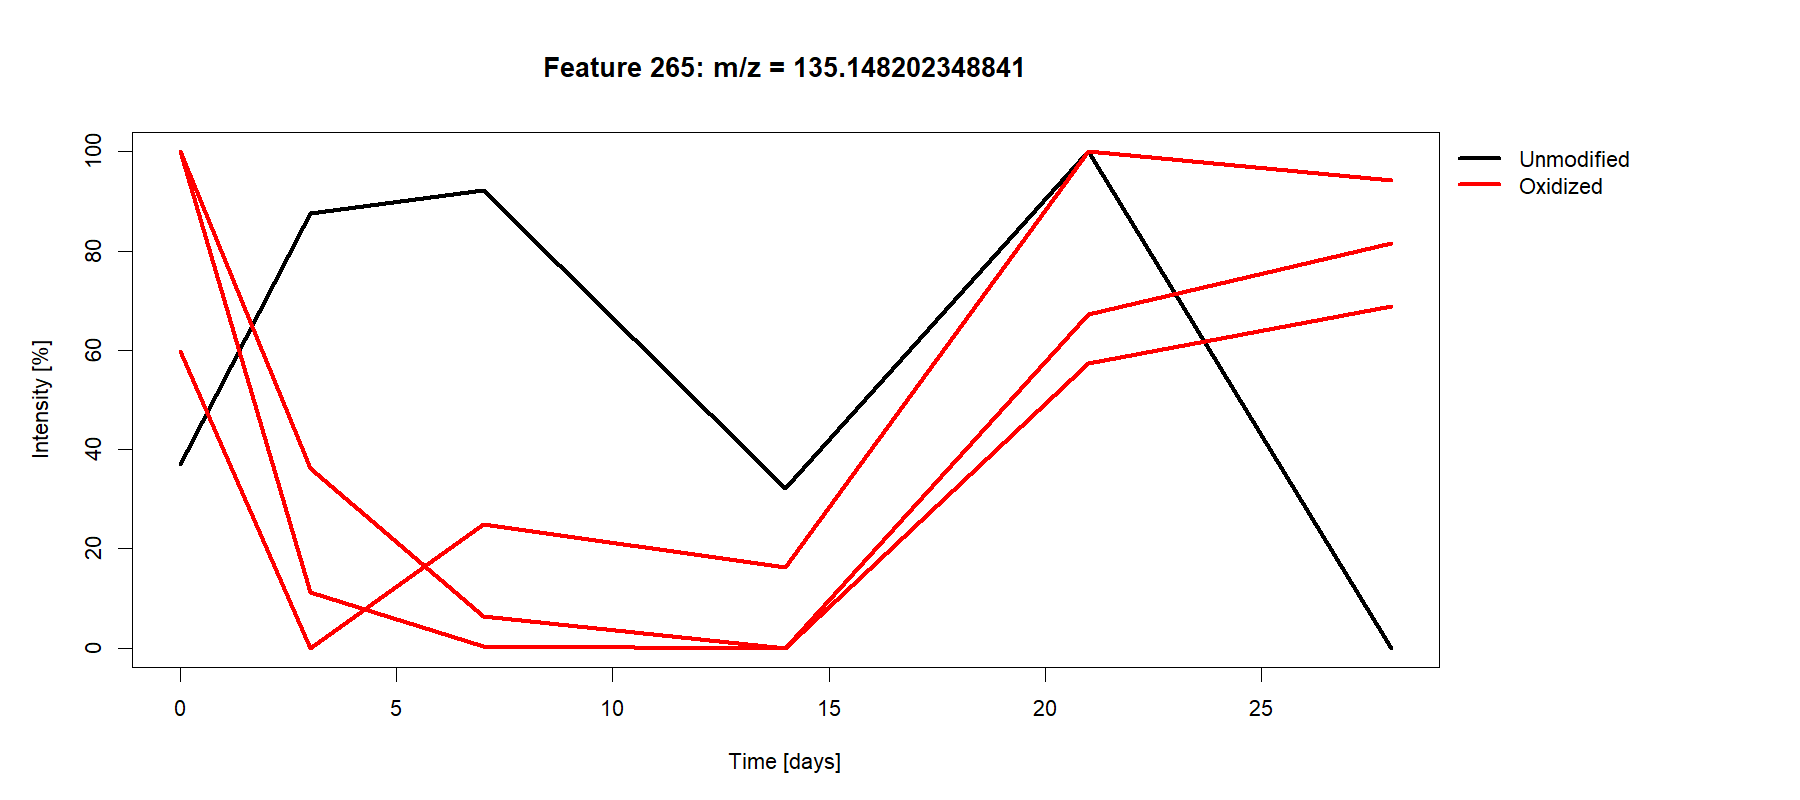 Feature 265: m/z = 135.148202348841
Unmodified
Oxidized
Intensity [%]
100
80
60
40
20
0
0 5 10 15 20 25
Time [days]